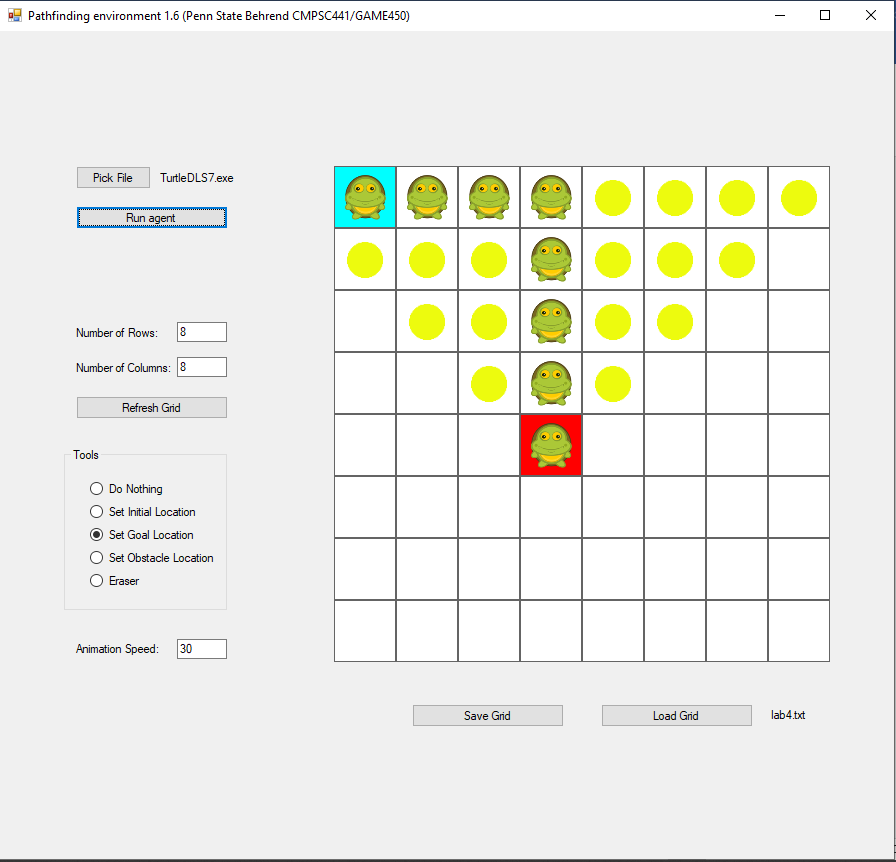 Pathfinding environment 1.6 (Penn State Behrend CMPSC441/GAME450)
Pick File TurtleDLS7.exe
Run agent
Number of Rows: 8
Number of Columns: 8
Refresh Grid
Tools
Do Nothing
Set Initial Location
Set Goal Location
Set Obstacle Location
Eraser
Animation Speed: 30
Save Grid Load Grid lab4.txt